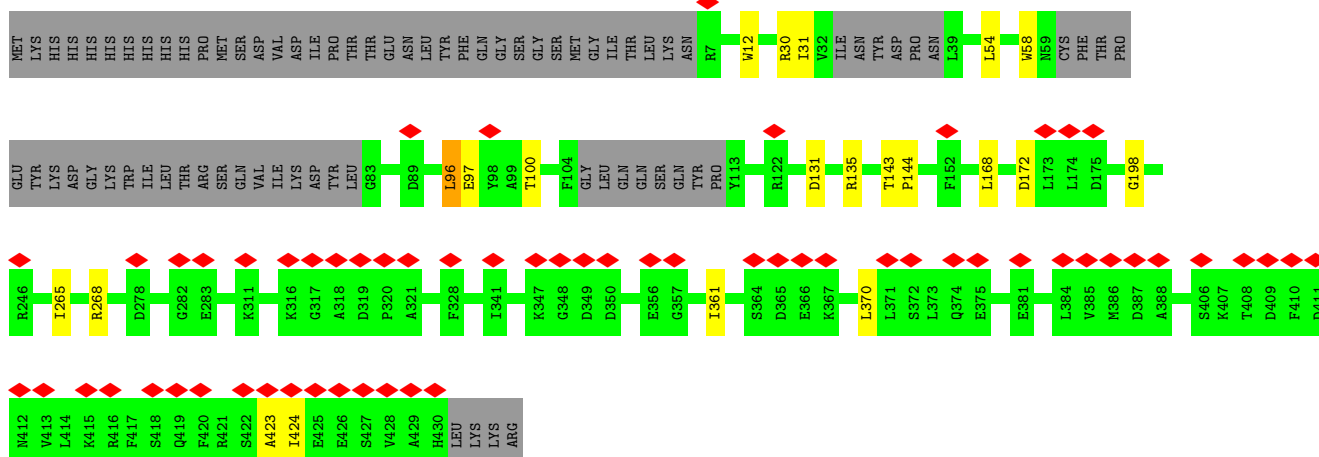 MET LYS HIS HIS HIS HIS HIS HIS HIS HIS HIS HIS PRO MET SER ASP VAL ASP ILE PRO THR THR GLU ASN LEU TYR PHE GLN GLY SER GLY SER MET GLY ILE THR LEU LYS ASN R7 W12 R30 I31 V32 ILE ASN TYR ASP PRO ASN L39 L54 W58 N59 CYS PHE THR PRO
GLU TYR LYS ASP GLY LYS TRP ILE LEU THR ARG SER GLN VAL ILE LYS ASP TYR LEU G83 D89 L96 E97 Y98 A99 T100 F104 GLY LEU GLN GLN SER GLN TYR PRO Y113 R122 D131 R135 T143 P144 F152 L168 D172 L173 L174 D175 G198
R246 I265 R268 D278 G282 E283 K311 K316 G317 A318 D319 P320 A321 F328 I341 K347 G348 D349 D350 E356 G357 I361 S364 D365 E366 K367 L370 L371 S372 L373 Q374 E375 E381 L384 V385 M386 D387 A388 S406 K407 T408 D409 F410
N412 V413 L414 K415 R416 F417 S418 Q419 F420 R421 S422 A423 I424 E425 E426 S427 V428 A429 H430 LEU LYS LYS ARG